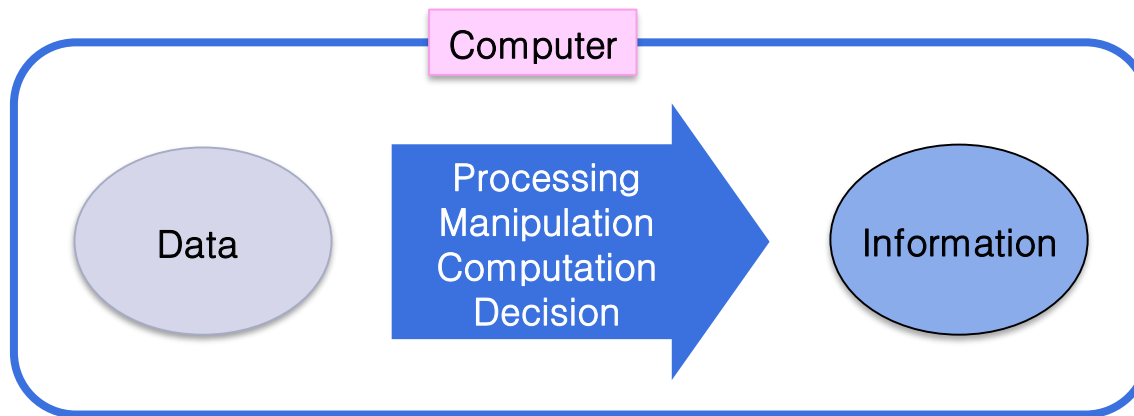 Computer
Data
Processing
Manipulation
Computation
Decision
Information